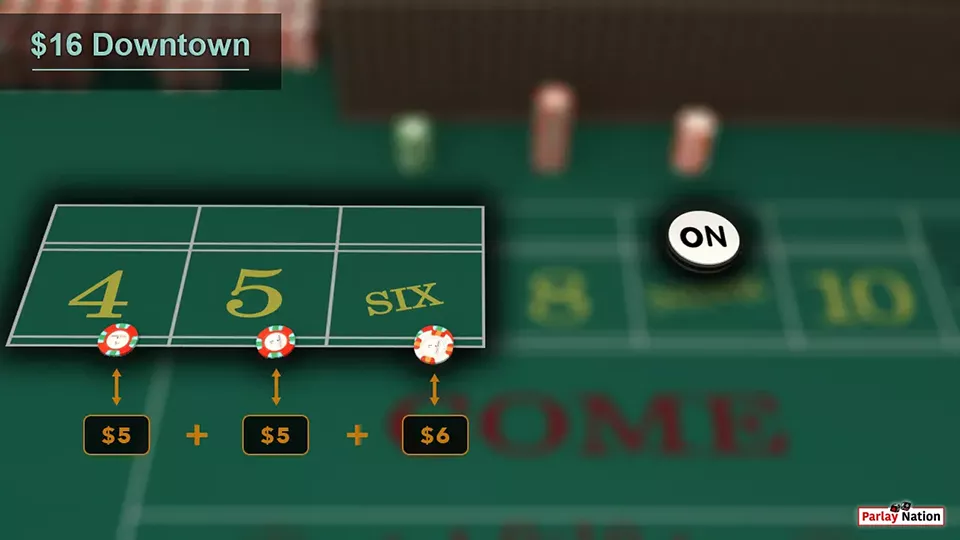 $16 Downtown
ON
4 5 SIX 8 10
$5 + $5 + $6
COME
Parlay Nation